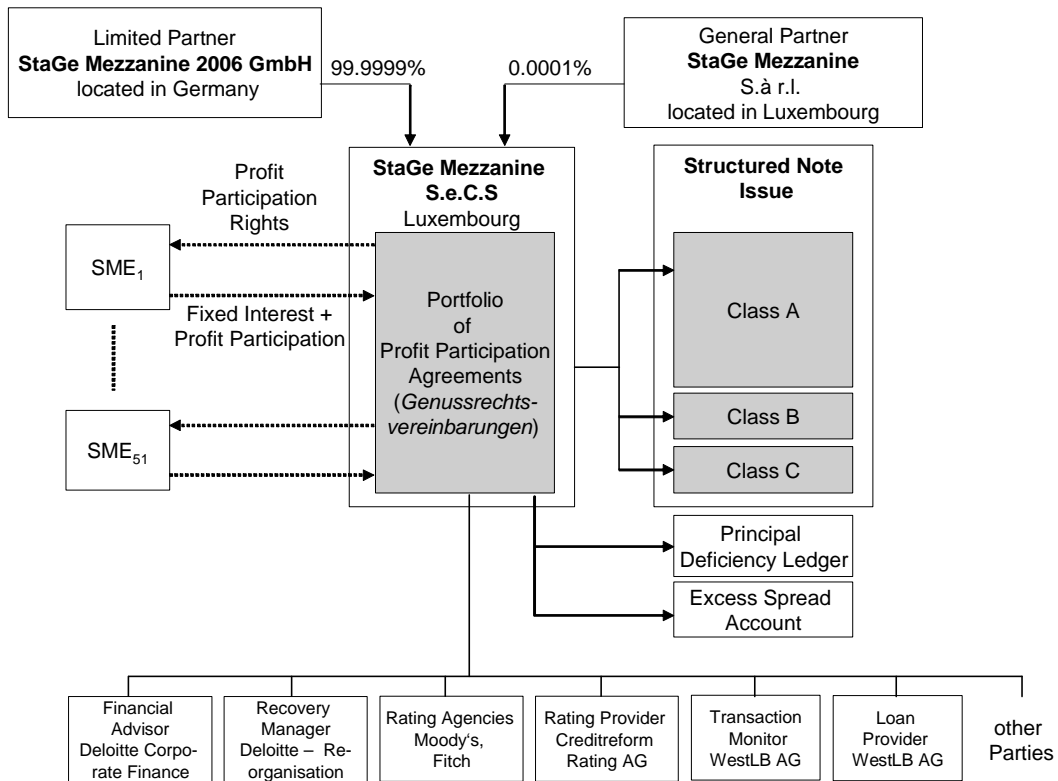 Limited Partner
StaGe Mezzanine 2006 GmbH
located in Germany
99.9999%
0.0001%
General Partner
StaGe Mezzanine
S.à r.l.
located in Luxembourg
Profit
Participation
Rights
SME1
Fixed Interest +
Profit Participation
SME51
StaGe Mezzanine
S.e.C.S
Luxembourg
Portfolio
of
Profit Participation
Agreements
(Genussrechts-
vereinbarungen)
Structured Note
Issue
Class A
Class B
Class C
Principal
Deficiency Ledger
Excess Spread
Account
Financial
Advisor
Deloitte Corpo-
rate Finance
Recovery
Manager
Deloitte – Re-
organisation
Rating Agencies
Moody‘s,
Fitch
Rating Provider
Creditreform
Rating AG
Transaction
Monitor
WestLB AG
Loan
Provider
WestLB AG
other
Parties